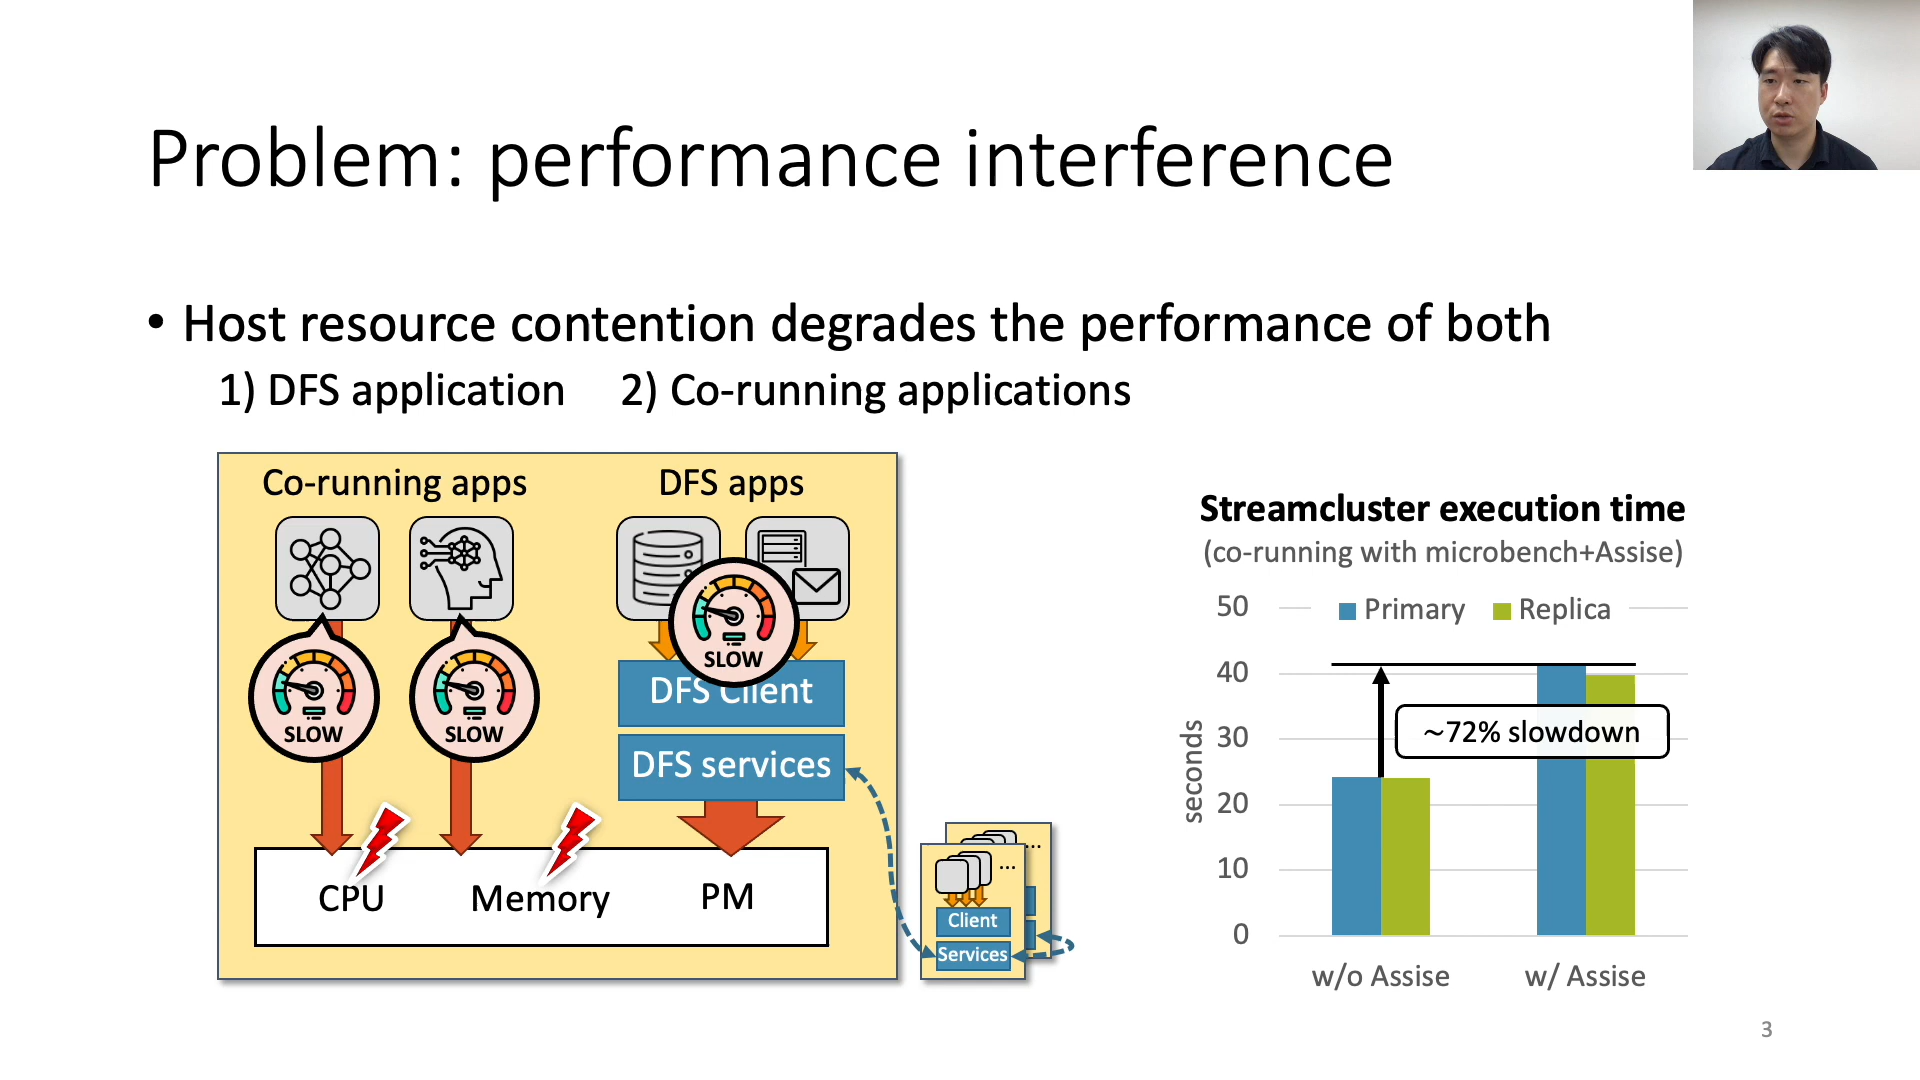 Problem: performance interference
• Host resource contention degrades the performance of both
1) DFS application 2) Co-running applications
Co-running apps
DFS apps
SLOW
SLOW
SLOW
DFS Client
DFS services
CPU
Memory
PM
...
...
Client
Services
Streamcluster execution time
(co-running with microbench+Assise)
Primary
Replica
50
40
30
20
10
0
seconds
~72% slowdown
w/o Assise
w/ Assise
3